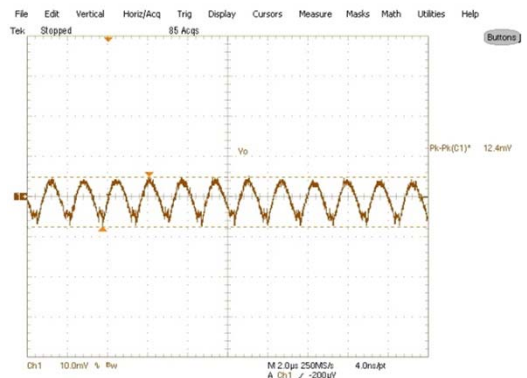 File Edit Vertical Horiz/Acq Trig Display Cursors Measure Masks Math Utilities Help
Tek Stopped 85 Acqs
Buttons
Vo
Pk-Pk(C1)* 12.4mV
Ch1 10.0mV Bw
M 2.0µs 250MS/s 4.0ns/pt
A Ch1 -200µV